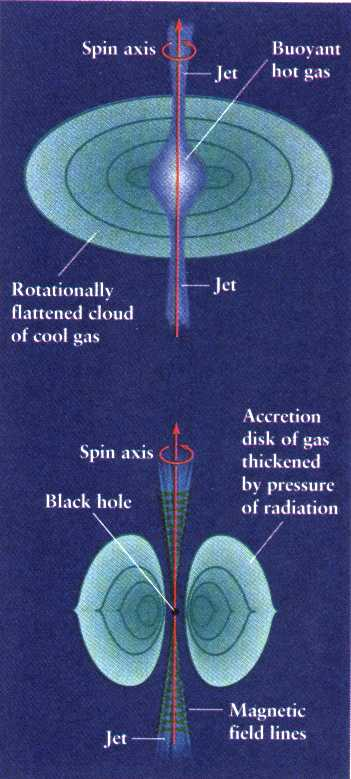 Spin axis
Jet
Buoyant
hot gas
Jet
Rotationally
flattened cloud
of cool gas
Spin axis
Accretion
disk of gas
thickened
by pressure
of radiation
Black hole
Magnetic
field lines
Jet